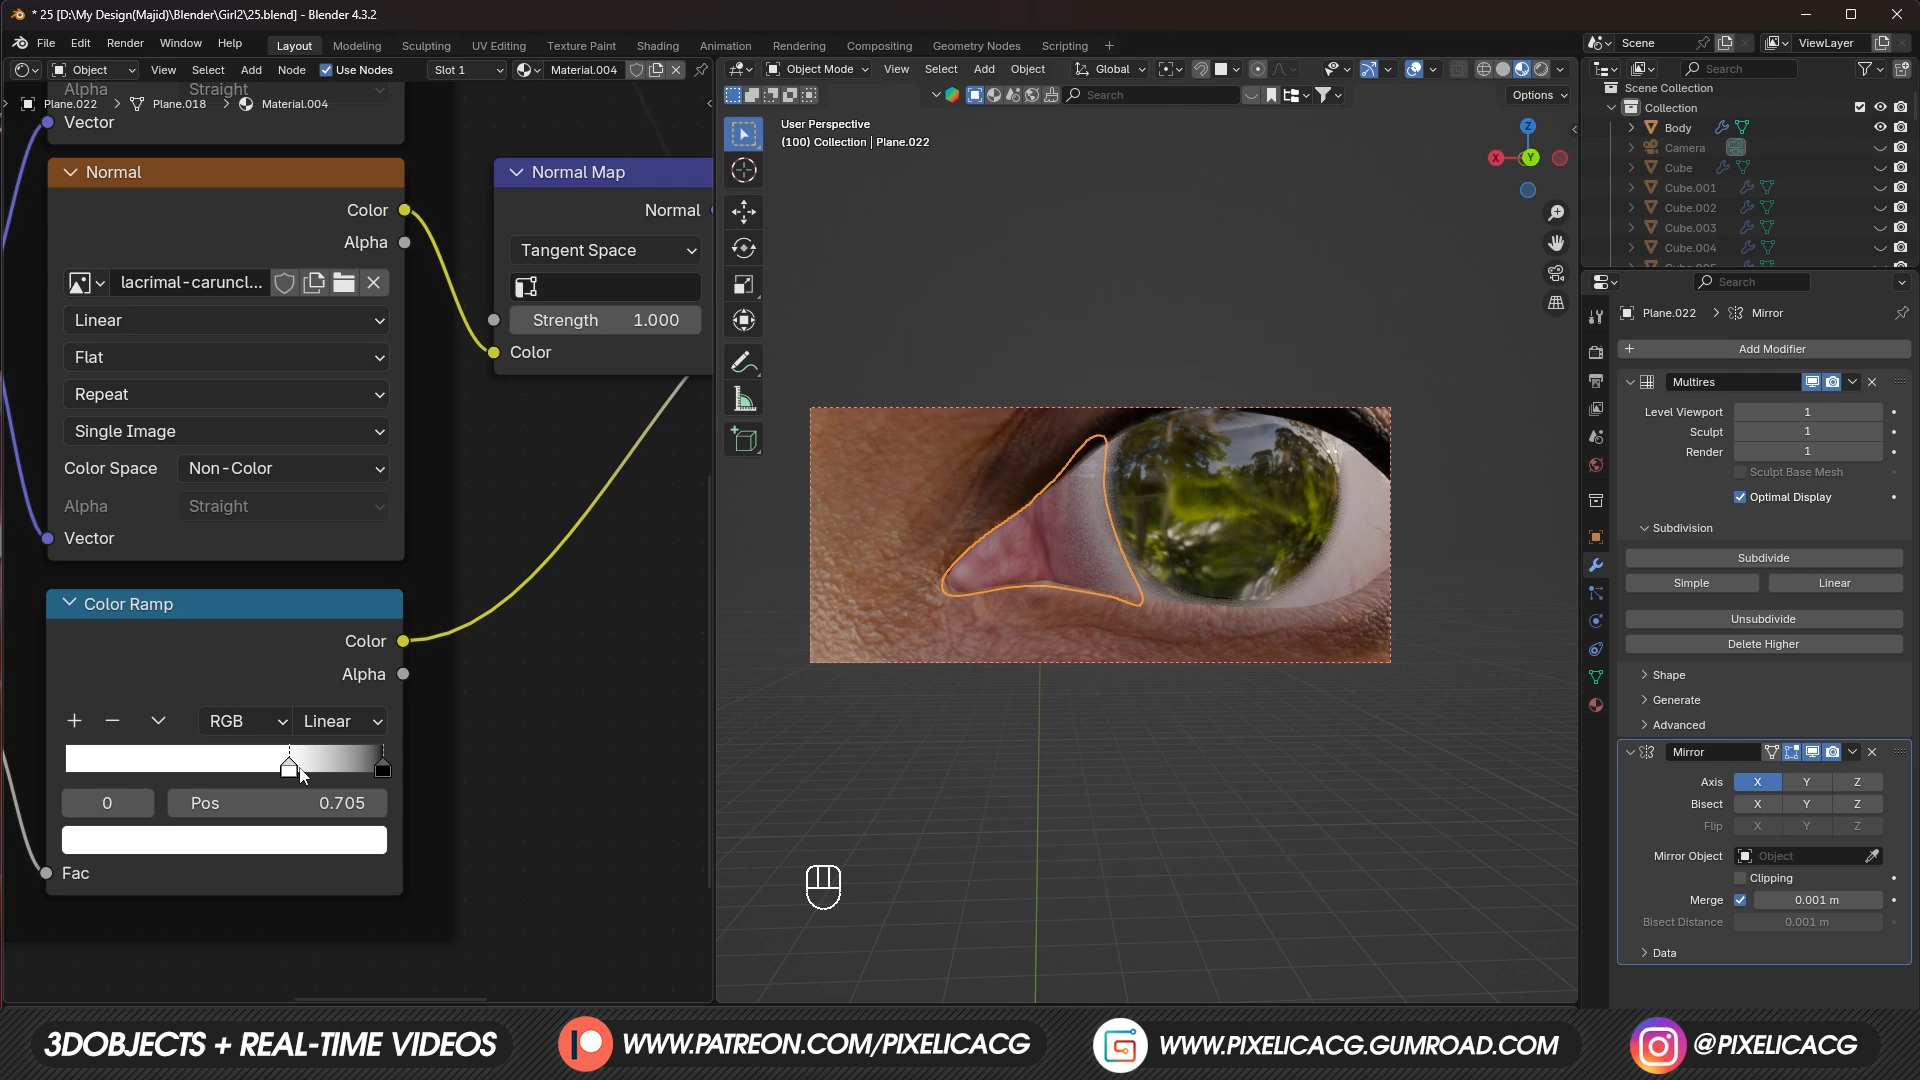 * 25 [D:\My Design(Majid)\Blender\Girl2\25.blend] - Blender 4.3.2
File Edit Render Window Help Layout Modeling Sculpting UV Editing Texture Paint Shading Animation Rendering Compositing Geometry Nodes Scripting + Scene ViewLayer
Object View Select Add Object Node Use Nodes Slot 1 Material.004
Object Mode View Select Add Object Global Search
Search Options
Alpha Straight
Plane.022 > Plane.018 > Material.004
Vector
Normal
Color
Alpha
lacrimal-caruncl...
Linear
Flat
Repeat
Single Image
Color Space Non-Color
Alpha Straight
Vector
Normal Map
Normal
Tangent Space
Strength 1.000
Color
Color Ramp
Color
Alpha
RGB Linear
0 Pos 0.705
Fac
User Perspective
(100) Collection | Plane.022
Z
X Y
Scene Collection
Collection
Body
Camera
Cube
Cube.001
Cube.002
Cube.003
Cube.004
Search
Plane.022 > Mirror
+ Add Modifier
Multires
Level Viewport 1
Sculpt 1
Render 1
Sculpt Base Mesh
Optimal Display
Subdivision
Subdivide
Simple Linear
Unsubdivide
Delete Higher
Shape
Generate
Advanced
Mirror
Axis X Y Z
Bisect X Y Z
Flip X Y Z
Mirror Object Object
Clipping
Merge 0.001 m
Bisect Distance 0.001 m
Data
3DOBJECTS + REAL-TIME VIDEOS WWW.PATREON.COM/PIXELICACG WWW.PIXELICACG.GUMROAD.COM @PIXELICACG